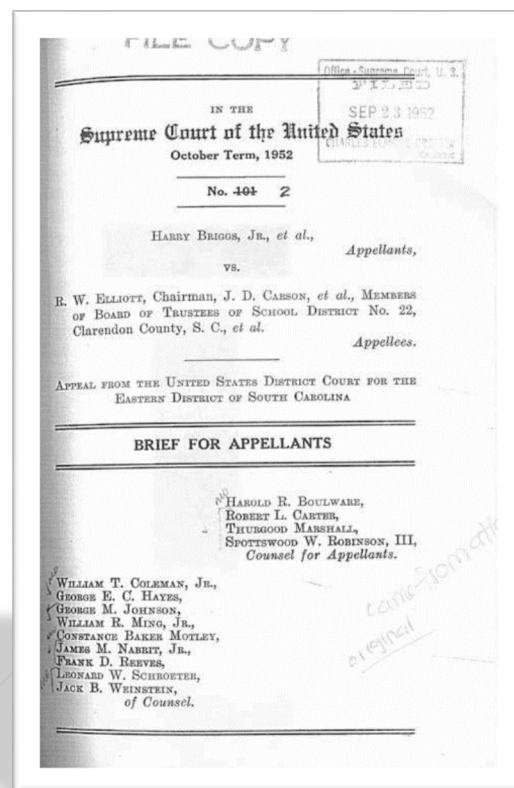 FILE COPY
Office - Supreme Court, U. S.
FILED
SEP 23 1952
IN THE
Supreme Court of the United States
October Term, 1952
No. 101 2
HARRY BRIGGS, JR., et al.,
Appellants,
vs.
R. W. ELLIOTT, Chairman, J. D. CARSON, et al., MEMBERS
OF BOARD OF TRUSTEES OF SCHOOL DISTRICT NO. 22,
Clarendon County, S. C., et al.
Appellees.
APPEAL FROM THE UNITED STATES DISTRICT COURT FOR THE
EASTERN DISTRICT OF SOUTH CAROLINA
BRIEF FOR APPELLANTS
HAROLD R. BOULWARE,
ROBERT L. CARTER,
THURGOOD MARSHALL,
SPOTTSWOOD W. ROBINSON, III,
Counsel for Appellants.
WILLIAM T. COLEMAN, JR.,
GEORGE E. C. HAYES,
GEORGE M. JOHNSON,
WILLIAM R. MING, JR.,
CONSTANCE BAKER MOTLEY,
JAMES M. NABRIT, JR.,
FRANK D. REEVES,
LEONARD W. SCHROETER,
JACK B. WEINSTEIN,
of Counsel.
original